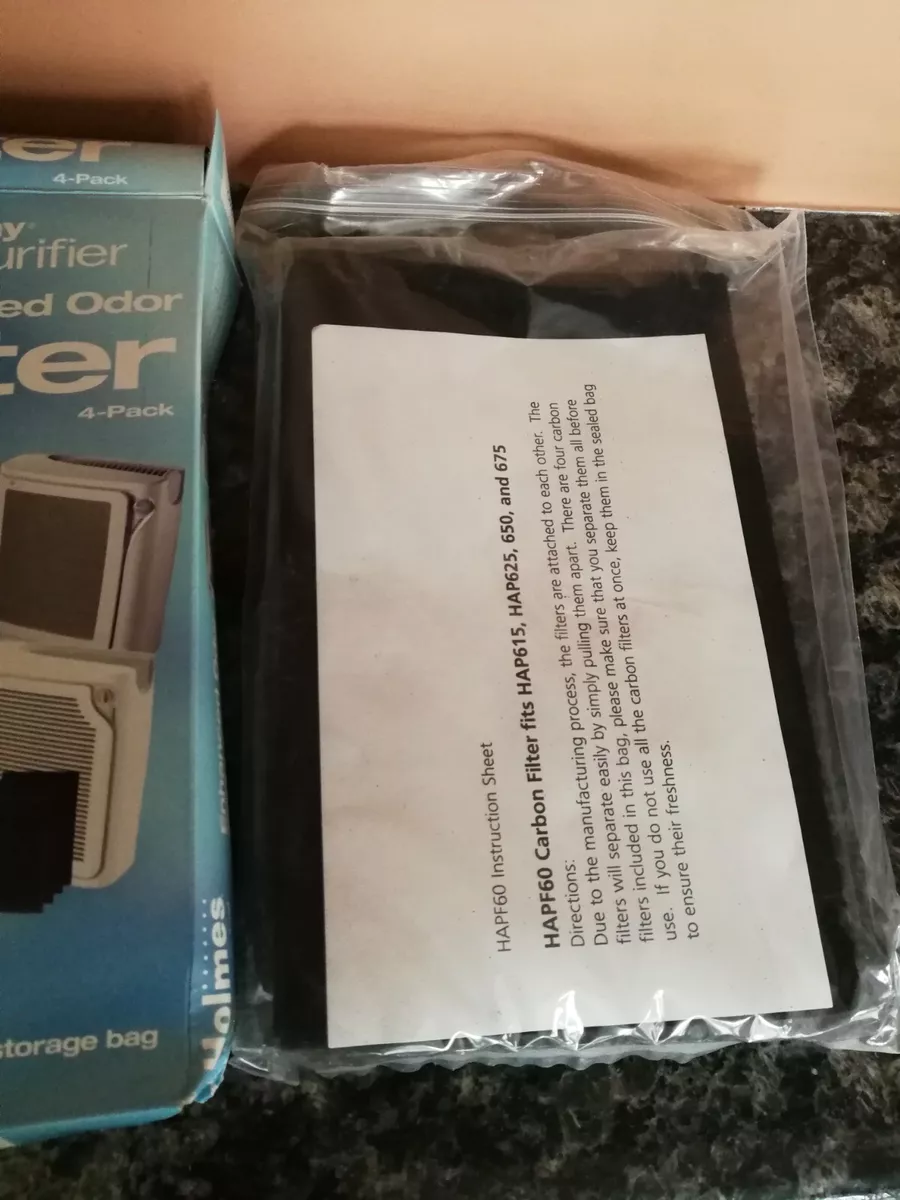 er
4-Pack
y®
urifier
ed Odor
ter
4-Pack
Holmes
storage bag
HAPF60 Instruction Sheet
HAPF60 Carbon Filter fits HAP615, HAP625, 650, and 675
Directions:
Due to the manufacturing process, the filters are attached to each other. The
filters will separate easily by simply pulling them apart. There are four carbon
filters included in this bag, please make sure that you separate them all before
use. If you do not use all the carbon filters at once, keep them in the sealed bag
to ensure their freshness.